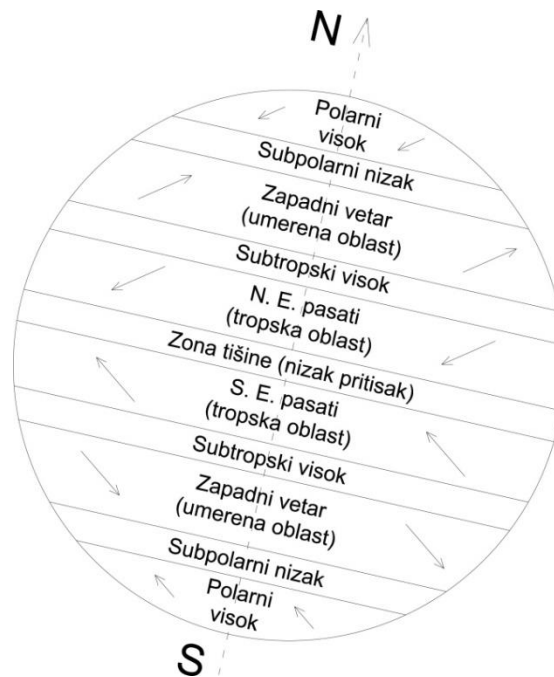 N
Polarni
visok
Subpolarni nizak
Zapadni vetar
(umerena oblast)
Subtropski visok
N. E. pasati
(tropska oblast)
Zona tišine (nizak pritisak)
S. E. pasati
(tropska oblast)
Subtropski visok
Zapadni vetar
(umerena oblast)
Subpolarni nizak
Polarni
visok
S